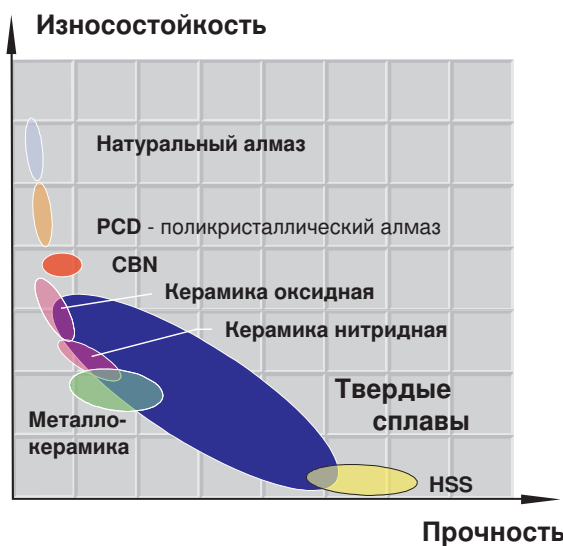 Износостойкость
Натуральный алмаз
PCD - поликристаллический алмаз
CBN
Керамика оксидная
Керамика нитридная
Твердые
сплавы
Металло-
керамика
HSS
Прочность